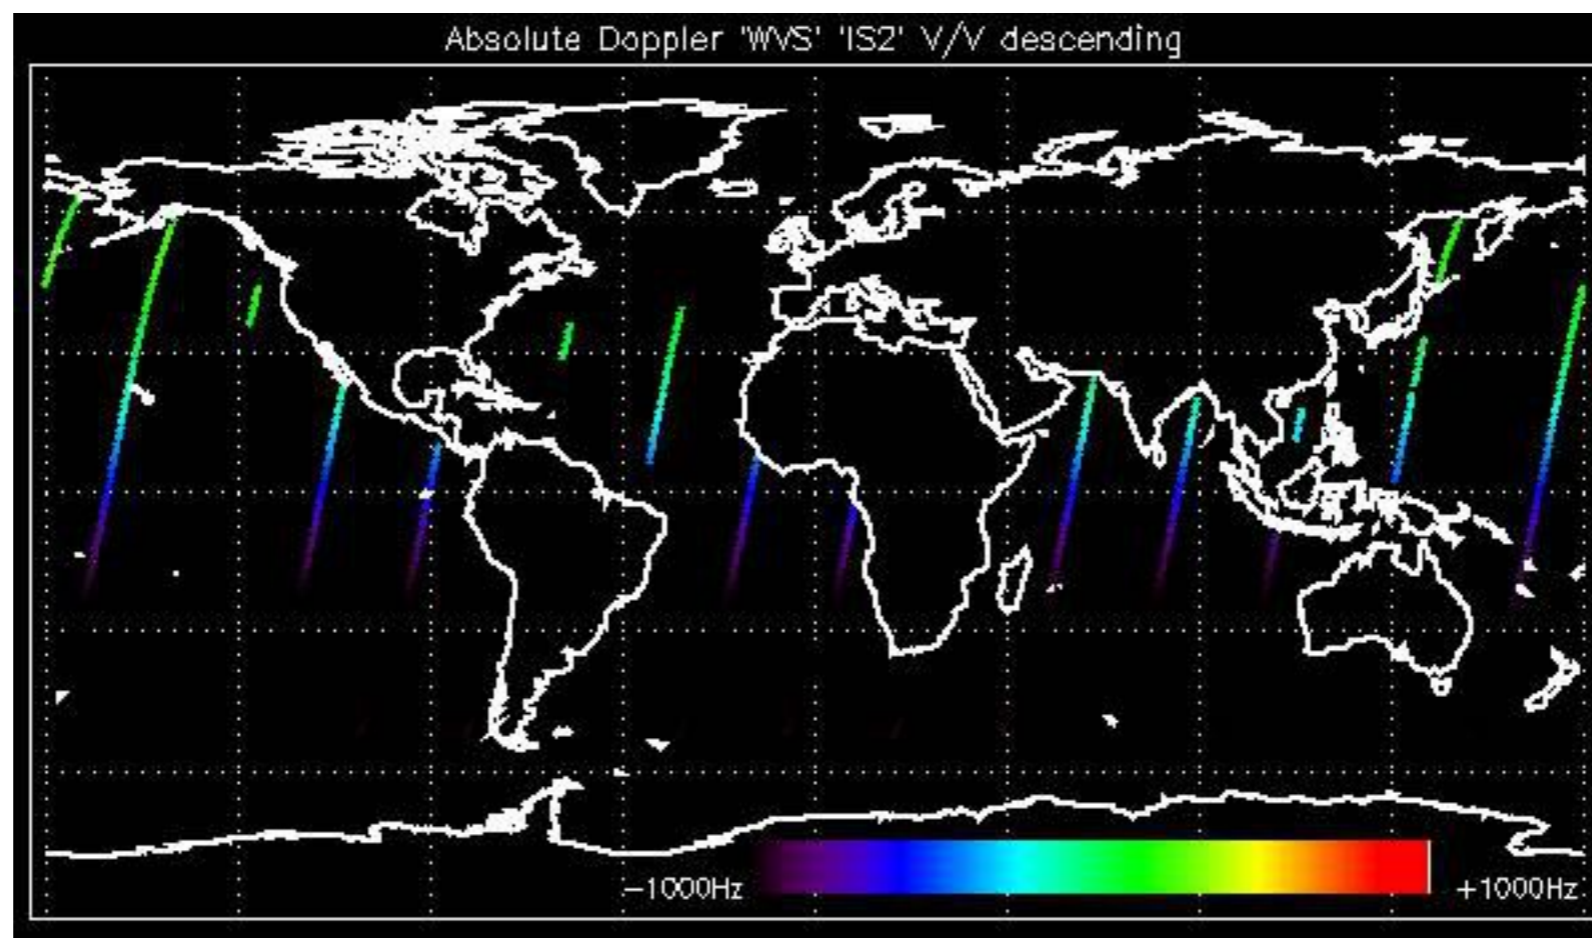 Absolute Doppler 'WVS' 'IS2' V/V descending
−1000Hz +1000Hz